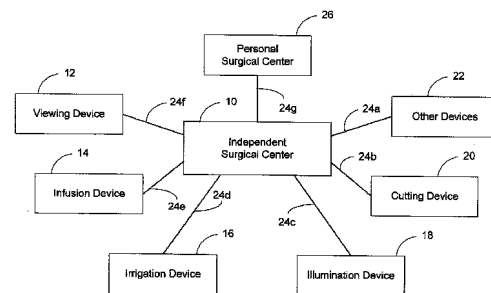 26
Personal
Surgical Center
12
24f
10
24g
24a
22
Viewing Device
Independent
Surgical Center
Other Devices
14
24b
20
Infusion Device
24e
24d
24c
Cutting Device
16
18
Irrigation Device
Illumination Device